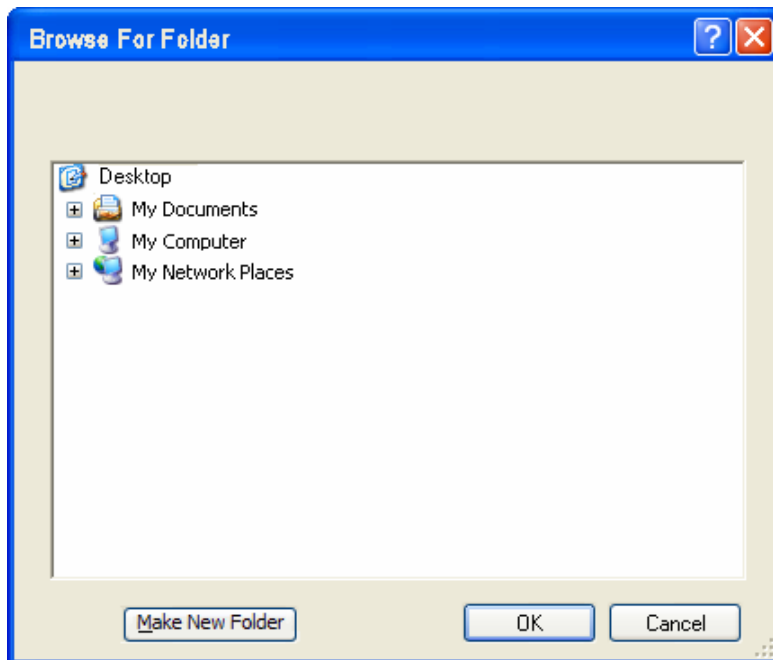 Browse For Folder
Desktop
My Documents
My Computer
My Network Places
Make New Folder OK Cancel